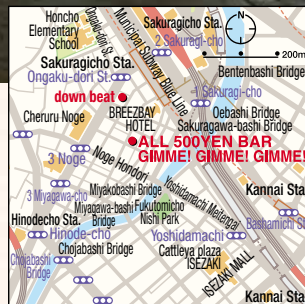 Honcho
Elementary
School
Ongaku-dori St.
Municipal Subway Blue Line
Sakuragicho Sta.
2 Sakuragi-cho
N
200m
Sakuragicho Sta.
Ongaku-dori St.
Bentenbashi Bridge
down beat
1 Sakuragi-cho
BREEZBAY
HOTEL
Oebashi Bridge
Sakuragawa-bashi Bridge
Cheruru Noge
ALL 500YEN BAR
GIMME! GIMME! GIMME!
3 Noge
Noge Hondori
Kannai Sta
3 Miyagawa-cho
Miyakobashi Bridge
Yoshidamachi Meitengai
Miyagawa-bashi
Bridge
Fukutomicho
Nishi Park
Bashamichi Sta
Hinodecho Sta.
Hinode-cho
Yoshidamachi
Chojabashi Bridge
Cattleya plaza
ISEZAKI
Chojabashi
Bridge
ISEZAKI MALL
Kannai Sta